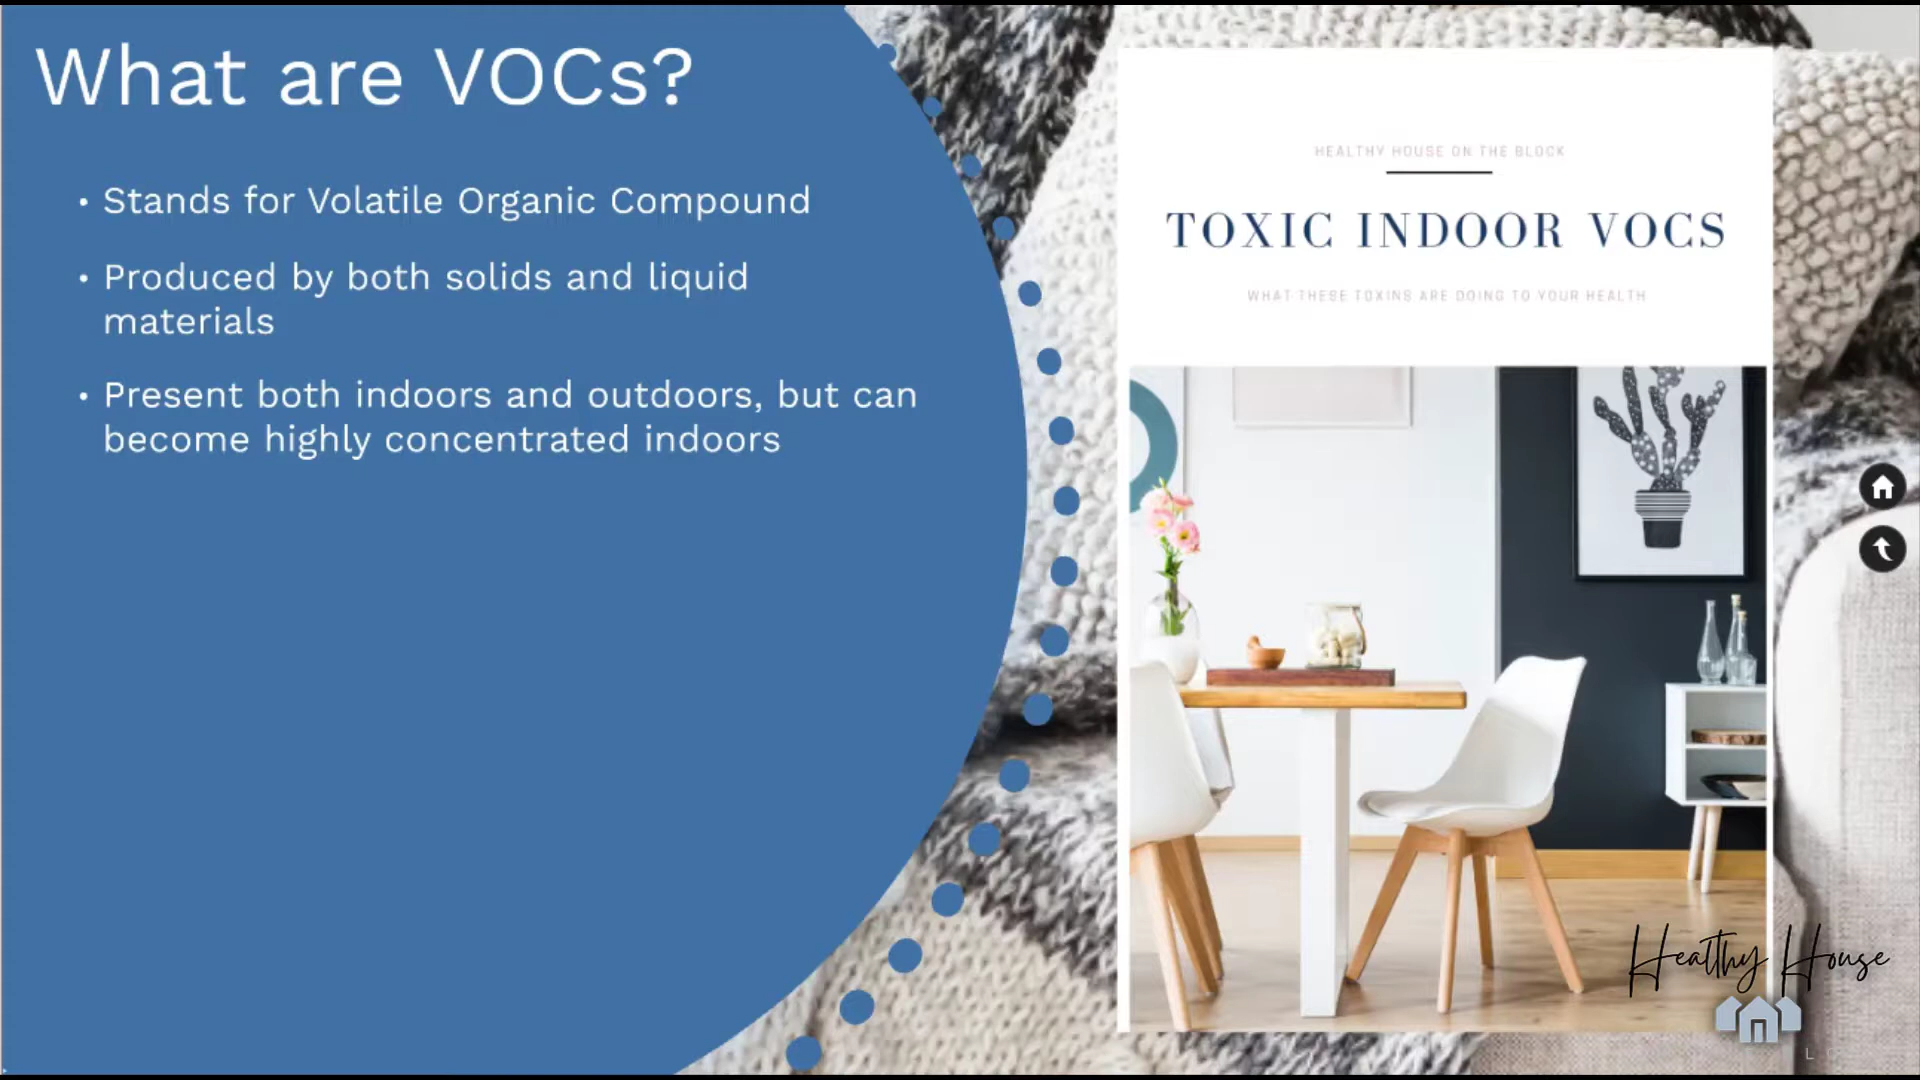 What are VOCs?
• Stands for Volatile Organic Compound
• Produced by both solids and liquid
materials
• Present both indoors and outdoors, but can
become highly concentrated indoors
HEALTHY HOUSE ON THE BLOCK
TOXIC INDOOR VOCS
WHAT THESE TOXINS ARE DOING TO YOUR HEALTH
Healthy House